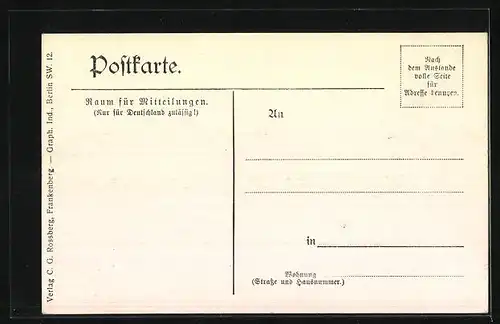 Postkarte.
Nach
dem Auslande
volle Seite
für
Adresse benutzen.
Raum für Mitteilungen.
(Nur für Deutschland zulässig!)
An
in
Wohnung
(Straße und Hausnummer.)
Verlag C. G. Rossberg, Frankenberg. — Graph. Ind., Berlin SW. 12.